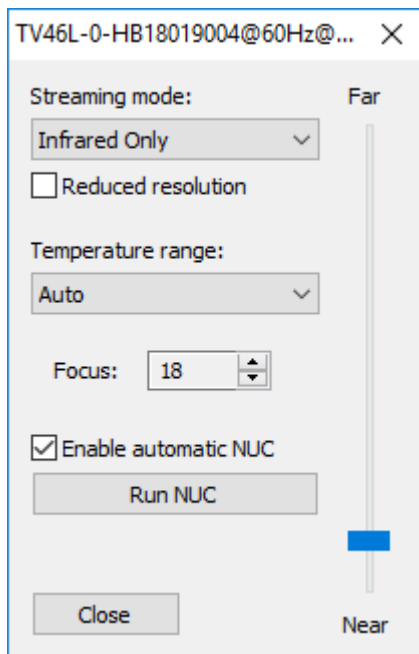 TV46L-0-HB18019004@60Hz@...
Streaming mode:
Far
Infrared Only
Reduced resolution
Temperature range:
Auto
Focus: 18
Enable automatic NUC
Run NUC
Close
Near